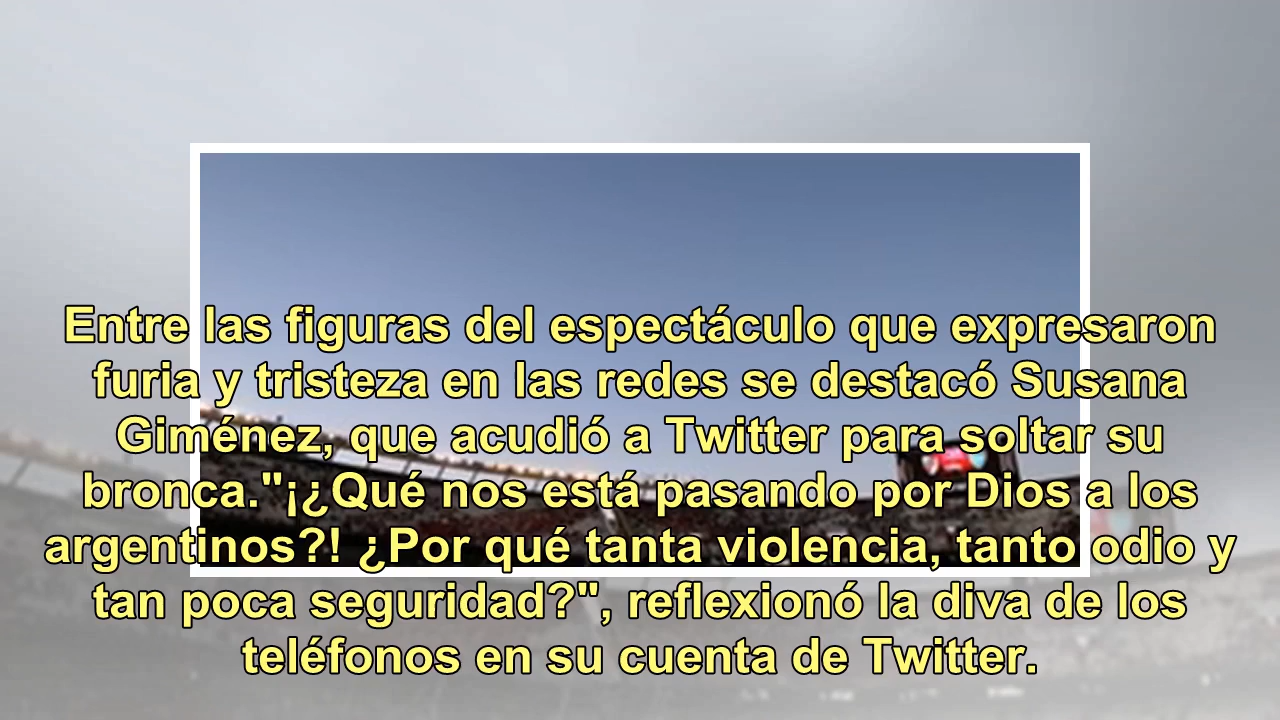 Entre las figuras del espectáculo que expresaron
furia y tristeza en las redes se destacó Susana
Giménez, que acudió a Twitter para soltar su
bronca."¡¿Qué nos está pasando por Dios a los
argentinos?! ¿Por qué tanta violencia, tanto odio y
tan poca seguridad?", reflexionó la diva de los
teléfonos en su cuenta de Twitter.